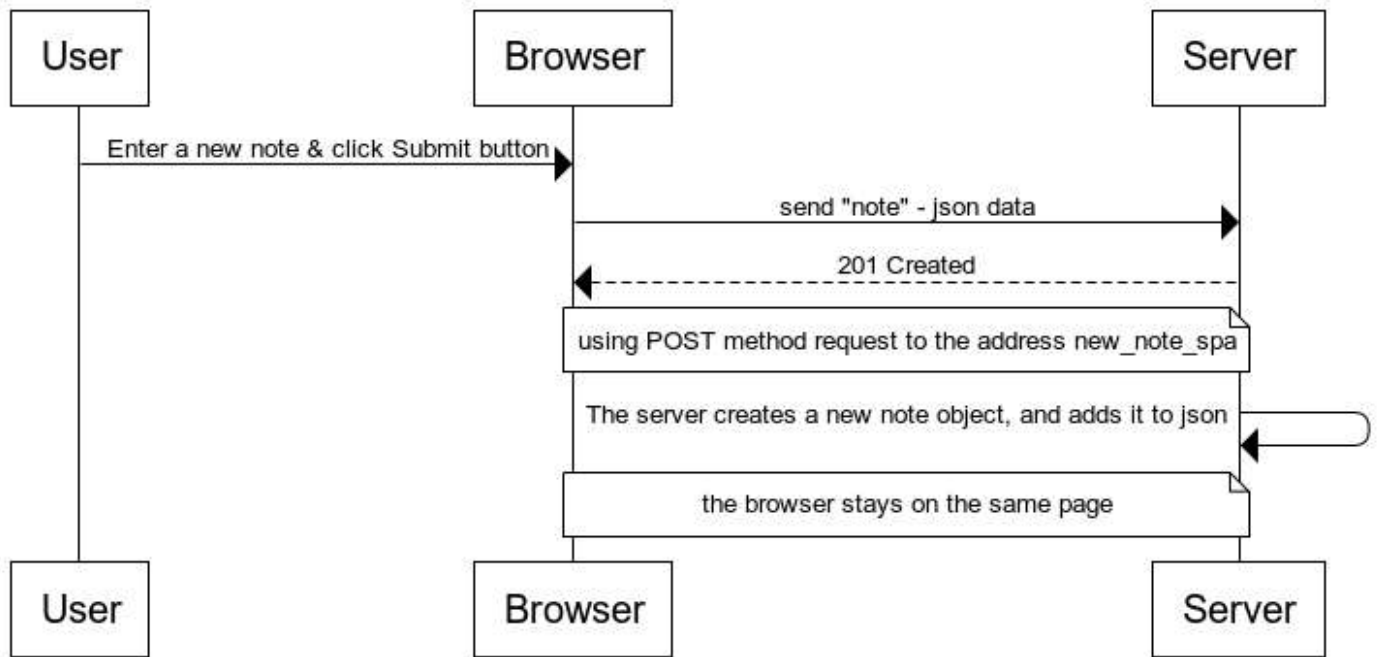 User
Browser
Server
Enter a new note & click Submit button
send "note" - json data
201 Created
using POST method request to the address new_note_spa
The server creates a new note object, and adds it to json
the browser stays on the same page
User
Browser
Server